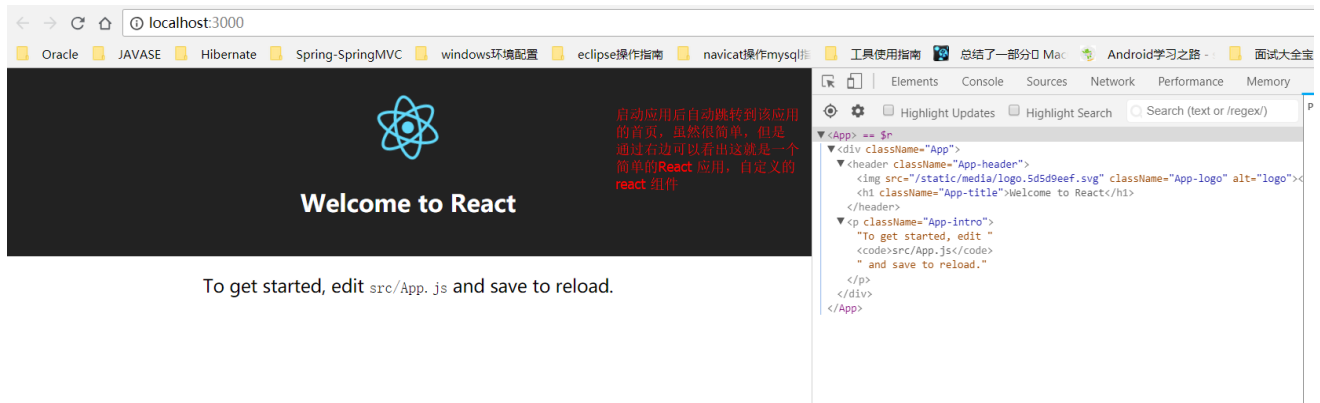 localhost:3000
Oracle JAVASE Hibernate Spring-SpringMVC windows环境配置 eclipse操作指南 navicat操作mysql 工具使用指南 总结了一部分 Mac Android学习之路 - 面试大全宝
Elements Console Sources Network Performance Memory
Highlight Updates Highlight Search Search (text or /regex/) P
启动应用后自动跳转到该应用
的首页，虽然很简单，但是
通过右边可以看出这就是一个
简单的React 应用，自定义的
react 组件
Welcome to React
To get started, edit src/App.js and save to reload.
▼<App> == $r
▼<div className="App">
▼<header className="App-header">
<img src="/static/media/logo.5d5d9eef.svg" className="App-logo" alt="logo"><
<h1 className="App-title">Welcome to React</h1>
</header>
▼<p className="App-intro">
"To get started, edit "
<code>src/App.js</code>
" and save to reload."
</p>
</div>
</App>